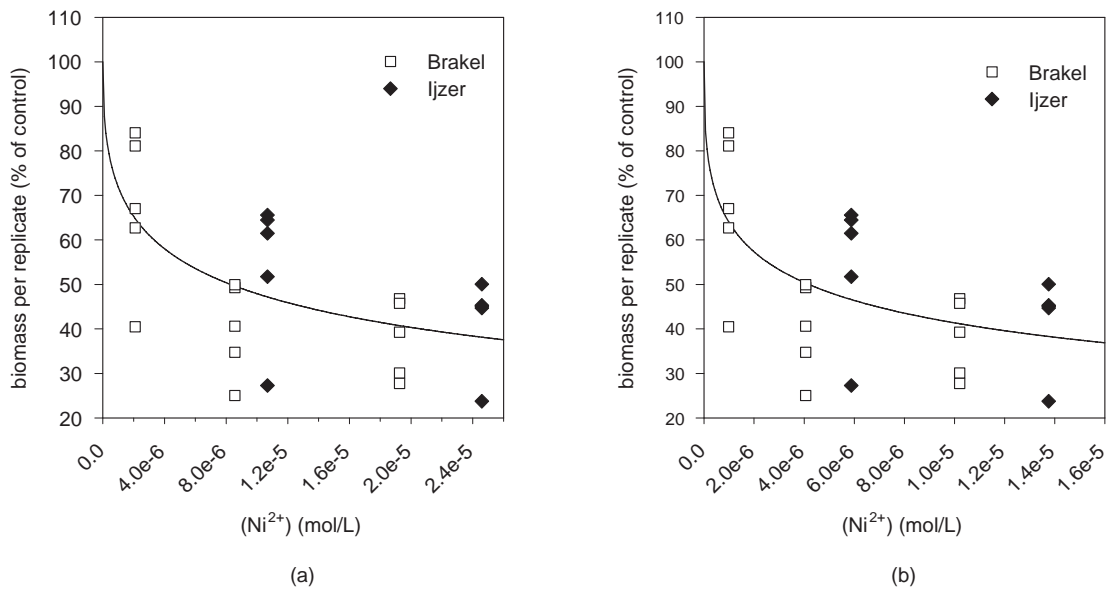 110
100
90
80
70
60
50
40
30
20
biomass per replicate (% of control)
Brakel
Ijzer
0.0
4.0e-6
8.0e-6
1.2e-5
1.6e-5
2.0e-5
2.4e-5
(Ni²⁺) (mol/L)
(a)
110
100
90
80
70
60
50
40
30
20
biomass per replicate (% of control)
Brakel
Ijzer
0.0
2.0e-6
4.0e-6
6.0e-6
8.0e-6
1.0e-5
1.2e-5
1.4e-5
1.6e-5
(Ni²⁺) (mol/L)
(b)